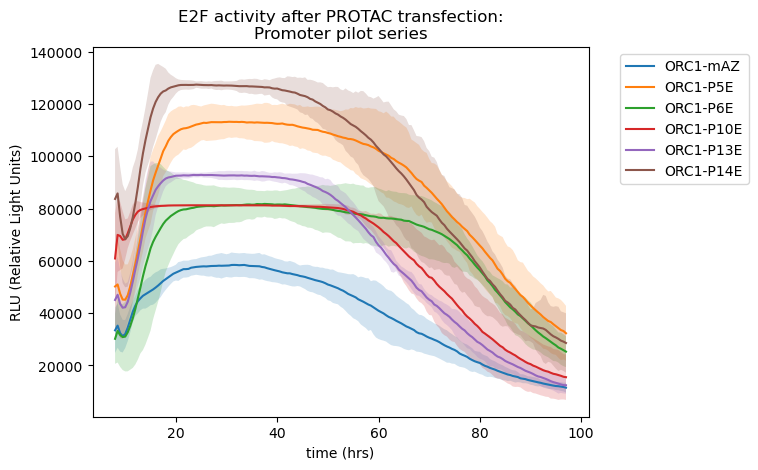 E2F activity after PROTAC transfection:
Promoter pilot series
140000
120000
100000
80000
60000
40000
20000
RLU (Relative Light Units)
20
40
60
80
100
time (hrs)
ORC1-mAZ
ORC1-P5E
ORC1-P6E
ORC1-P10E
ORC1-P13E
ORC1-P14E